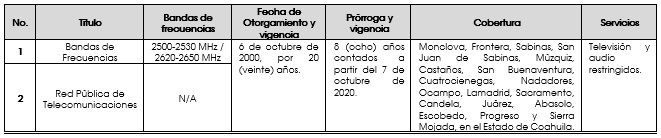 No. Título Bandas de frecuencias Fecha de Otorgamiento y vigencia Prórroga y vigencia Cobertura Servicios
1 Bandas de Frecuencias 2500-2530 MHz / 2620-2650 MHz
2 Red Pública de Telecomunicaciones N/A
6 de octubre de
2000, por 20
(veinte) años.
8 (ocho) años
contados a
partir del 7 de
octubre de
2020.
Monclova, Frontera, Sabinas, San
Juan de Sabinas, Múzquiz,
Castaños, San Buenaventura,
Cuatrocienegas, Nadadores,
Ocampo, Lamadrid, Sacramento,
Candela, Juárez, Abasolo,
Escobedo, Progreso y Sierra
Mojada, en el Estado de Coahuila.
Televisión y
audio
restringidos.